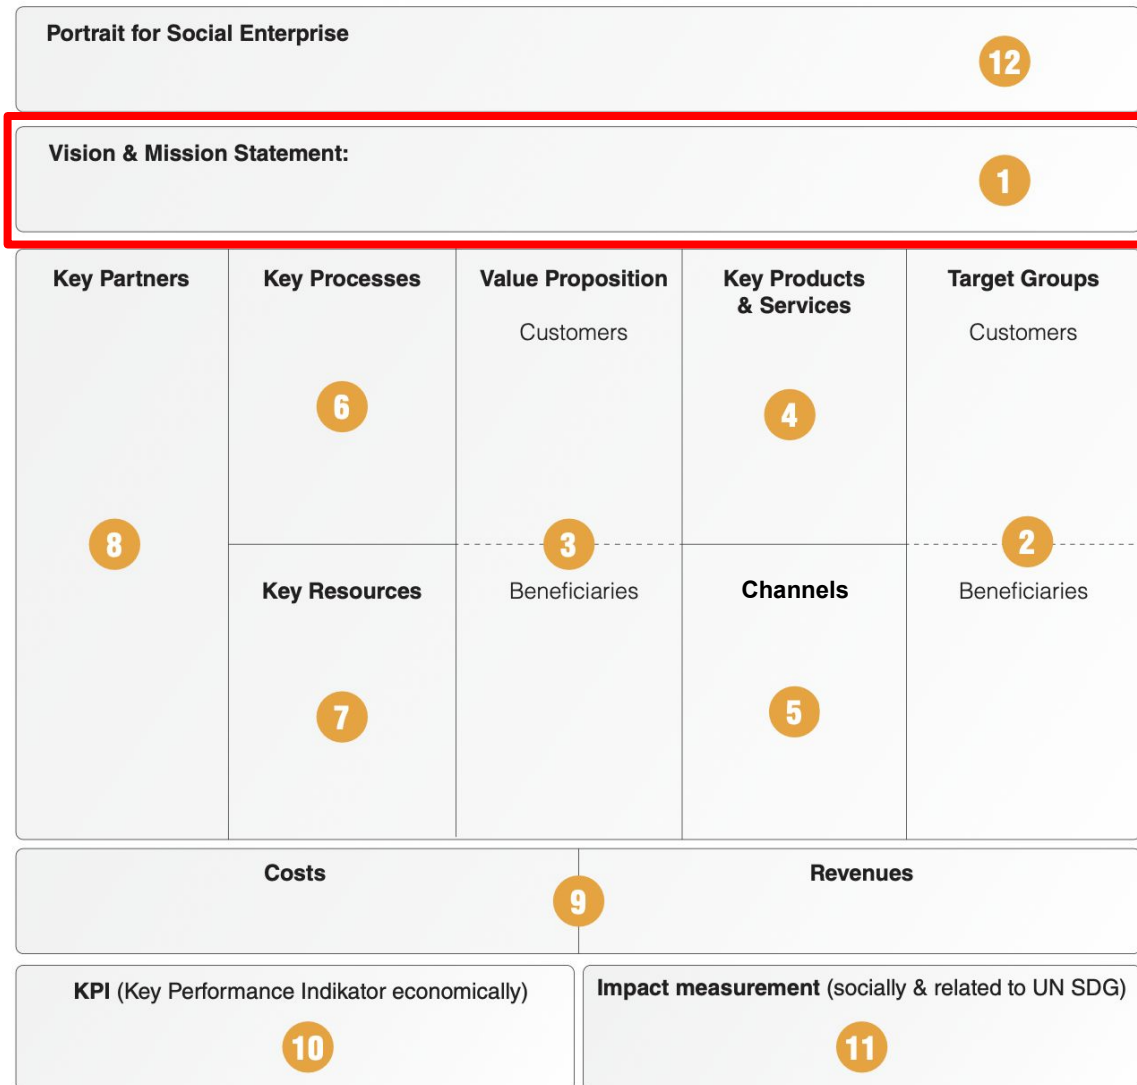 Portrait for Social Enterprise
12
Vision & Mission Statement:
1
Key Partners
8
Key Processes
6
Key Resources
7
Value Proposition
Customers
3
Beneficiaries
Key Products
& Services
4
Channels
5
Target Groups
Customers
2
Beneficiaries
Costs
9
Revenues
KPI (Key Performance Indikator economically)
10
Impact measurement (socially & related to UN SDG)
11